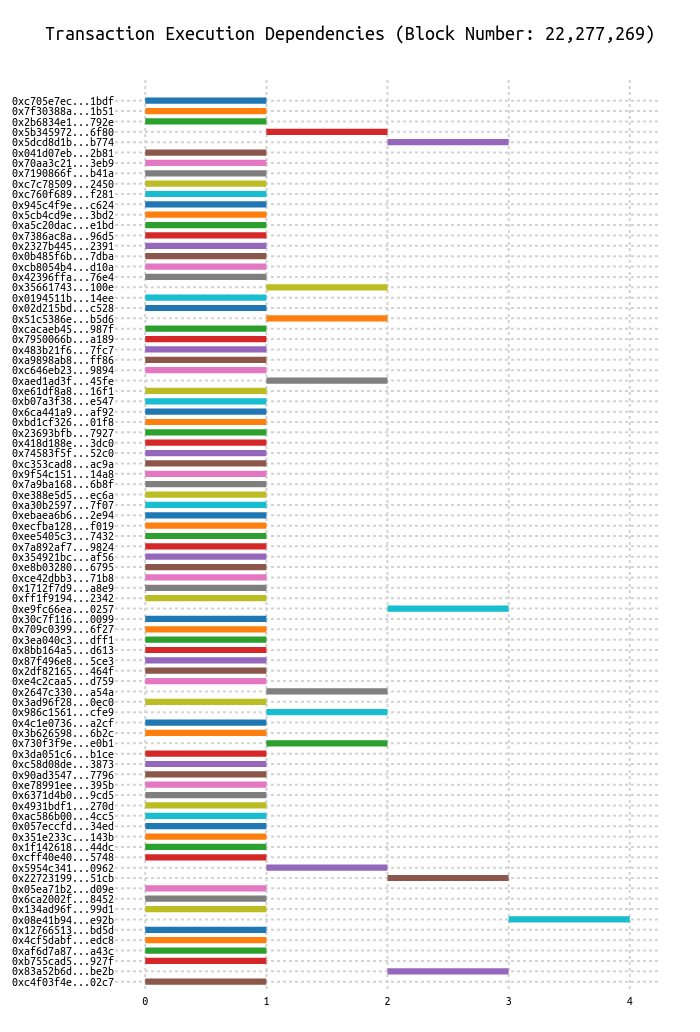 Transaction Execution Dependencies (Block Number: 22,277,269)
0xc705e7ec...1bdf
0x7f30388a...1b51
0x2b6834e1...792e
0x5b345972...6f80
0x5dcd8d1b...b774
0x041d07eb...2b81
0x70aa3c21...3eb9
0x7190866f...b41a
0xc7c78509...2450
0xc760f689...f281
0x945c4f9e...c624
0x5cb4cd9e...3bd2
0xa5c20dac...e1bd
0x7386ac8a...96d5
0x2327b445...2391
0x0b485f6b...7dba
0xcb8054b4...d10a
0x42396ffa...76e4
0x35661743...100e
0x0194511b...14ee
0x02d215bd...c528
0x51c5386e...b5d6
0xcacaeb45...987f
0x7950066b...a189
0x483b21f6...7fc7
0xa9898ab8...ff86
0xc646eb23...9894
0xaed1ad3f...45fe
0xe61df8a8...16f1
0xb07a3f38...e547
0x6ca441a9...af92
0xbd1cf326...01f8
0x23693bfb...7927
0x418d188e...3dc0
0x74583f5f...52c0
0xc353cad8...ac9a
0x9f54c151...14a8
0x7a9ba168...6b8f
0xe388e5d5...ec6a
0xa30b2597...7f07
0xebaea6b6...2e94
0xecfba128...f019
0xee5405c3...7432
0x7a892af7...9824
0x354921bc...af56
0xe8b03280...6795
0xce42dbb3...71b8
0x1712f7d9...a8e9
0xff1f9194...2342
0xe9fc66ea...0257
0x30c7f116...0099
0x709c0399...6f27
0x3ea040c3...dff1
0x8bb164a5...d613
0x87f496e8...5ce3
0x2df82165...464f
0xe4c2caa5...d759
0x2647c330...a54a
0x3ad96f28...0ec0
0x986c1561...cfe9
0x4c1e0736...a2cf
0x3b626598...6b2c
0x730f3f9e...e0b1
0x3da051c6...b1ce
0xc58d08de...3873
0x90ad3547...7796
0xe78991ee...395b
0x6371d4b0...9cd5
0x4931bdf1...270d
0xac586b00...4cc5
0x057eccfd...34ed
0x351e233c...143b
0x1f142618...44dc
0xcff40e40...5748
0x5954c341...0962
0x22723199...51cb
0x05ea71b2...d09e
0x6ca2002f...8452
0x134ad96f...99d1
0x08e41b94...e92b
0x12766513...bd5d
0x4cf5dabf...edc8
0xaf6d7a87...a43c
0xb755cad5...927f
0x83a52b6d...be2b
0xc4f03f4e...02c7
0 1 2 3 4